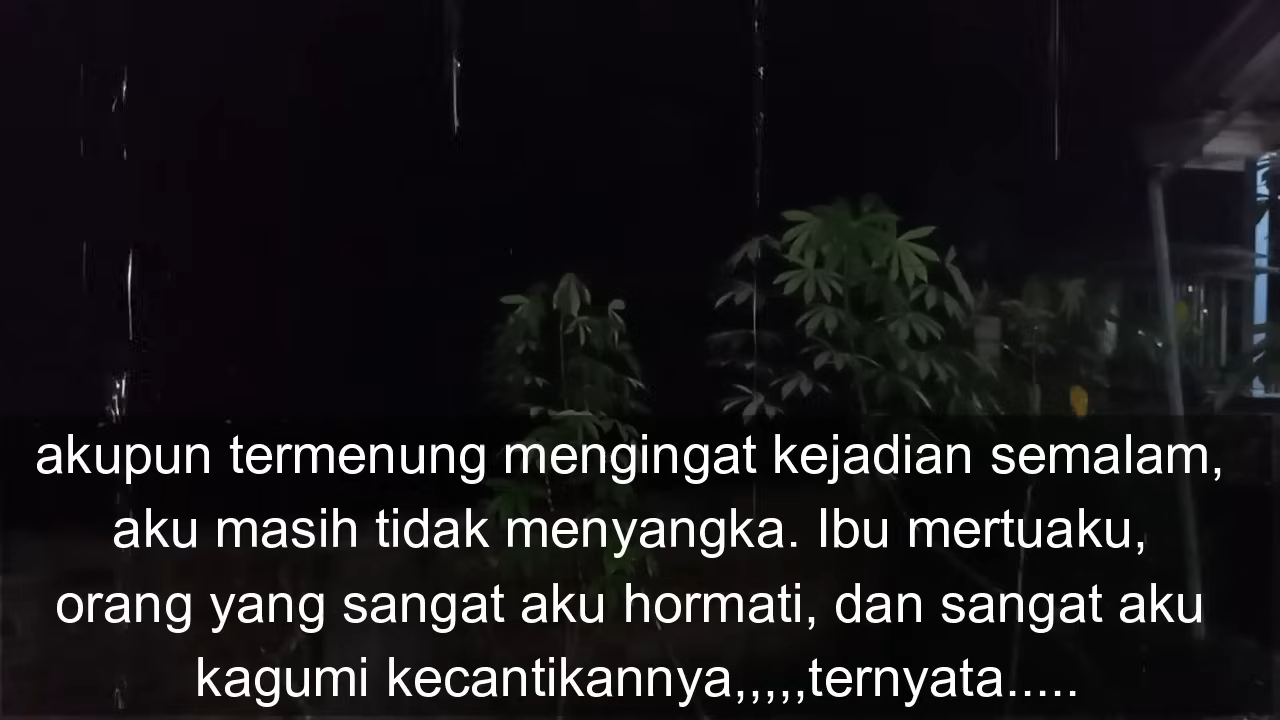 akupun termenung mengingat kejadian semalam,
aku masih tidak menyangka. Ibu mertuaku,
orang yang sangat aku hormati, dan sangat aku
kagumi kecantikannya,,,,,ternyata.....